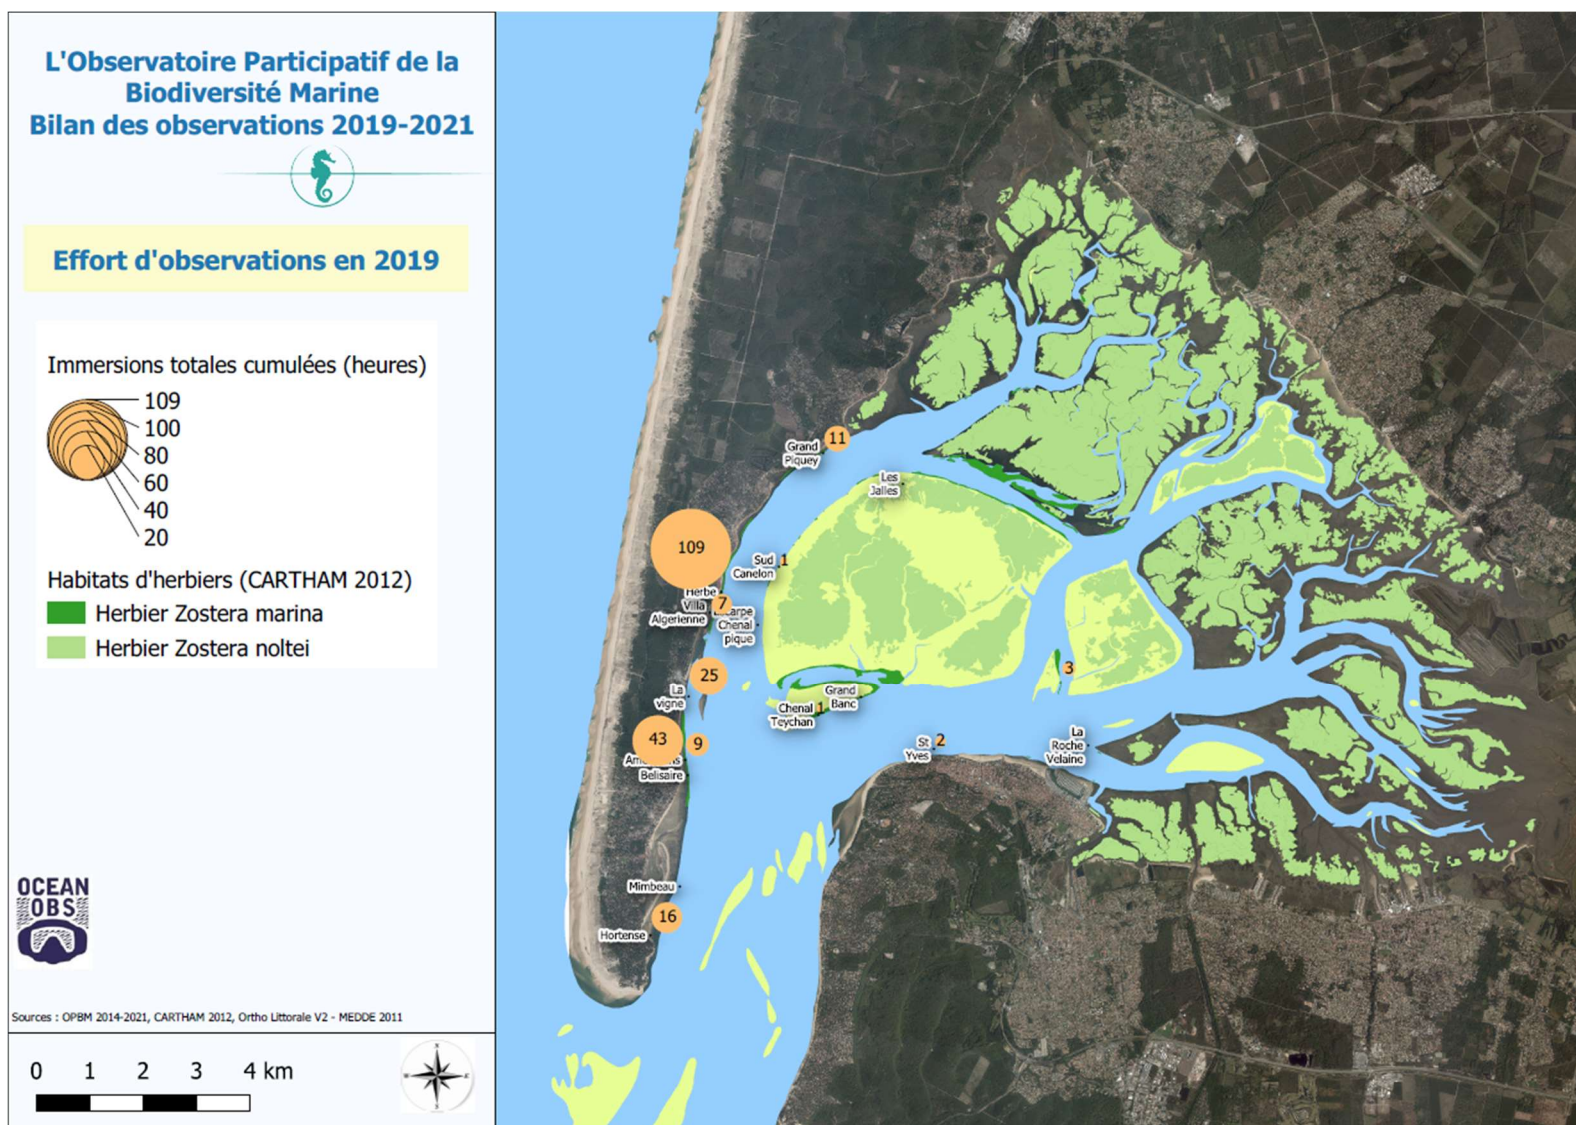 L'Observatoire Participatif de la
Biodiversité Marine
Bilan des observations 2019-2021
Effort d'observations en 2019
Immersions totales cumulées (heures)
109
100
80
60
40
20
Habitats d'herbiers (CARTHAM 2012)
Herbier Zostera marina
Herbier Zostera noltei
OCEAN
OBS
Sources : OPBM 2014-2021, CARTHAM 2012, Ortho Littorale V2 - MEDDE 2011
0 1 2 3 4 km
11
Grand
Piquey
Les
Jalles
109
Sud
Canelon
1
Herbe
Villa
Algerienne
7
Chenal
pique
25
La
vigne
Grand
Banc
Chenal
Teychan
1
3
43
9
Belisaire
St
Yves
2
La
Roche
Velaine
Mimbeau
16
Hortense